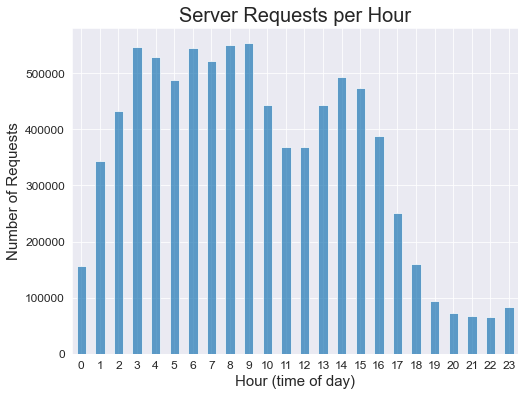 Server Requests per Hour
Number of Requests
500000
400000
300000
200000
100000
0
0 1 2 3 4 5 6 7 8 9 10 11 12 13 14 15 16 17 18 19 20 21 22 23
Hour (time of day)